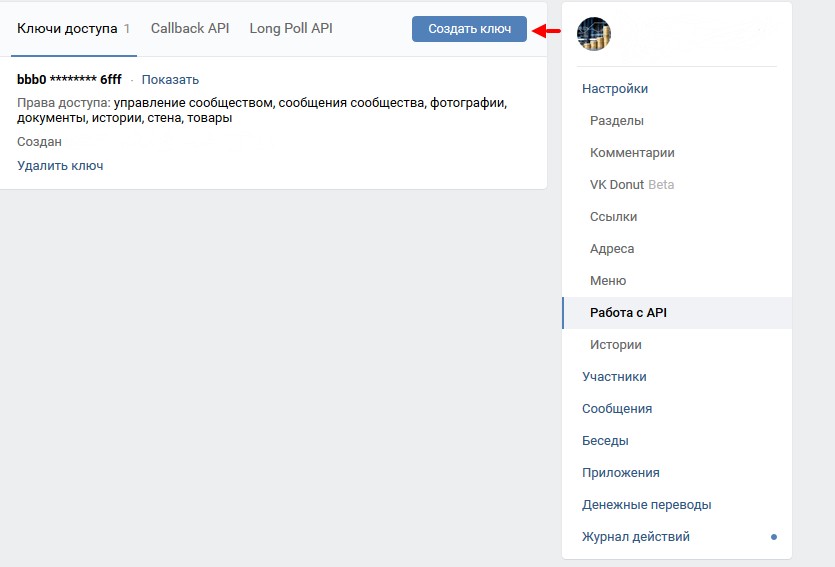 Ключи доступа 1 Callback API Long Poll API Создать ключ
bbb0 ******** 6fff · Показать
Права доступа: управление сообществом, сообщения сообщества, фотографии,
документы, истории, стена, товары
Создан
Удалить ключ
Настройки
Разделы
Комментарии
VK Donut Beta
Ссылки
Адреса
Меню
Работа с API
Истории
Участники
Сообщения
Беседы
Приложения
Денежные переводы
Журнал действий